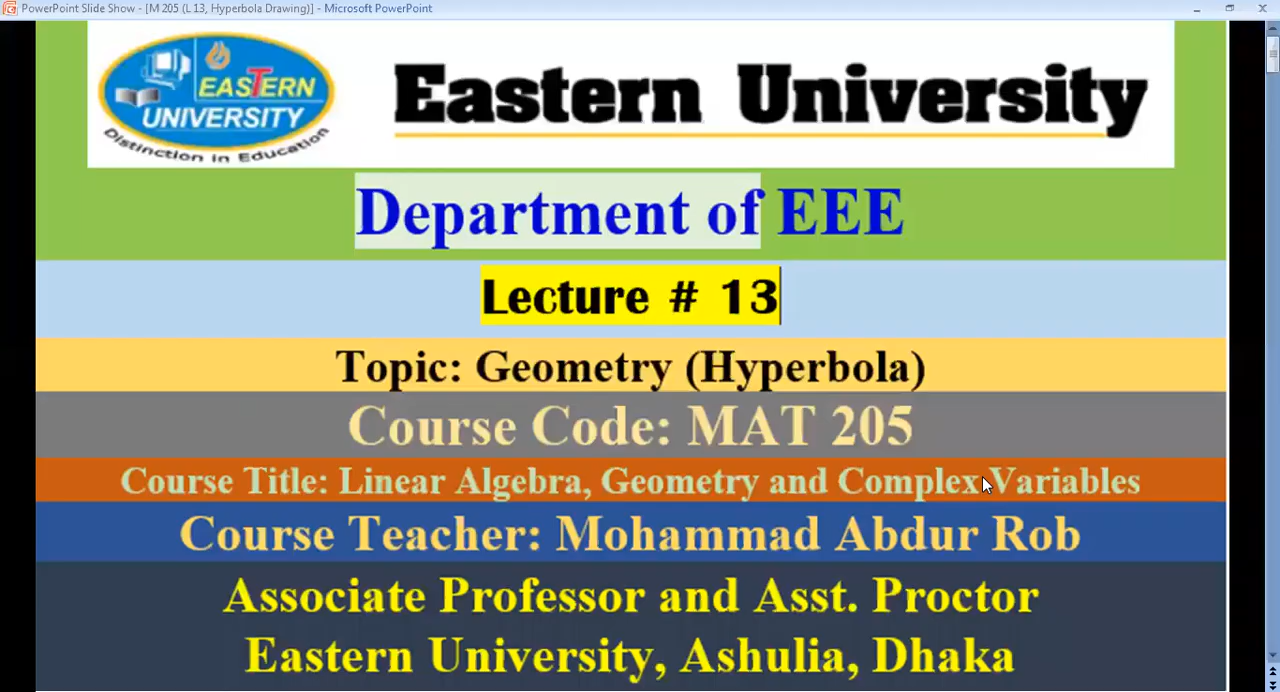 PowerPoint Slide Show - [M 205 (L 13, Hyperbola Drawing)] - Microsoft PowerPoint
EASTERN
UNIVERSITY
Distinction in Education
Eastern University
Department of EEE
Lecture # 13
Topic: Geometry (Hyperbola)
Course Code: MAT 205
Course Title: Linear Algebra, Geometry and Complex Variables
Course Teacher: Mohammad Abdur Rob
Associate Professor and Asst. Proctor
Eastern University, Ashulia, Dhaka